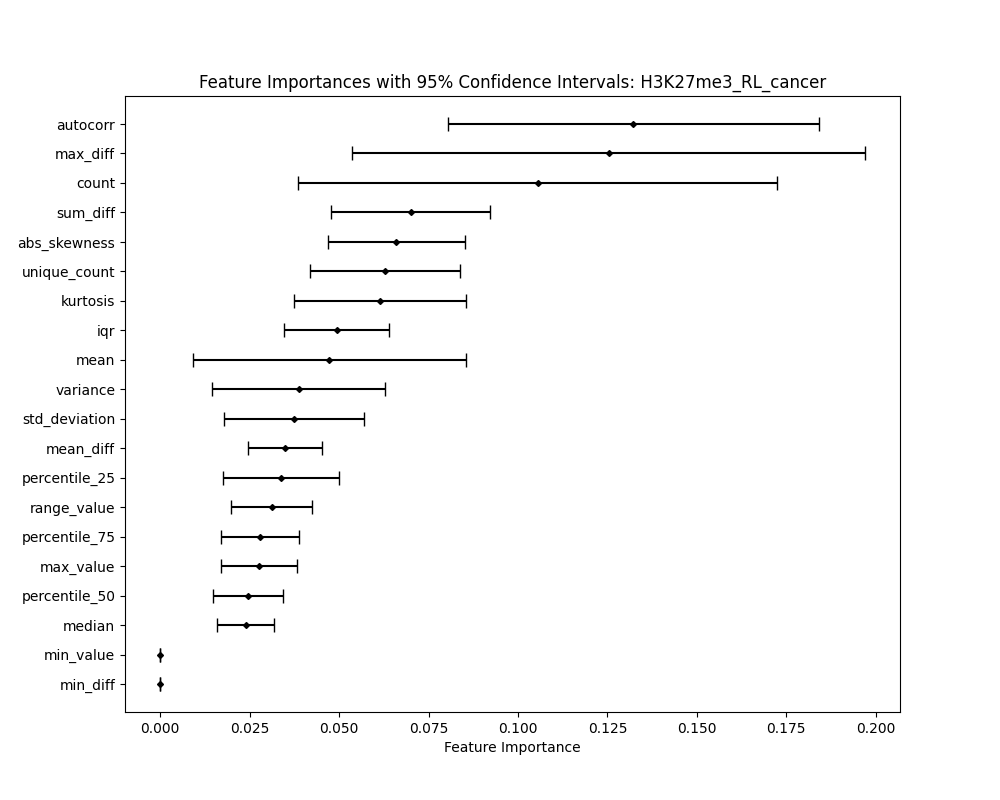 Feature Importances with 95% Confidence Intervals: H3K27me3_RL_cancer
autocorr
max_diff
count
sum_diff
abs_skewness
unique_count
kurtosis
iqr
mean
variance
std_deviation
mean_diff
percentile_25
range_value
percentile_75
max_value
percentile_50
median
min_value
min_diff
0.000 0.025 0.050 0.075 0.100 0.125 0.150 0.175 0.200
Feature Importance